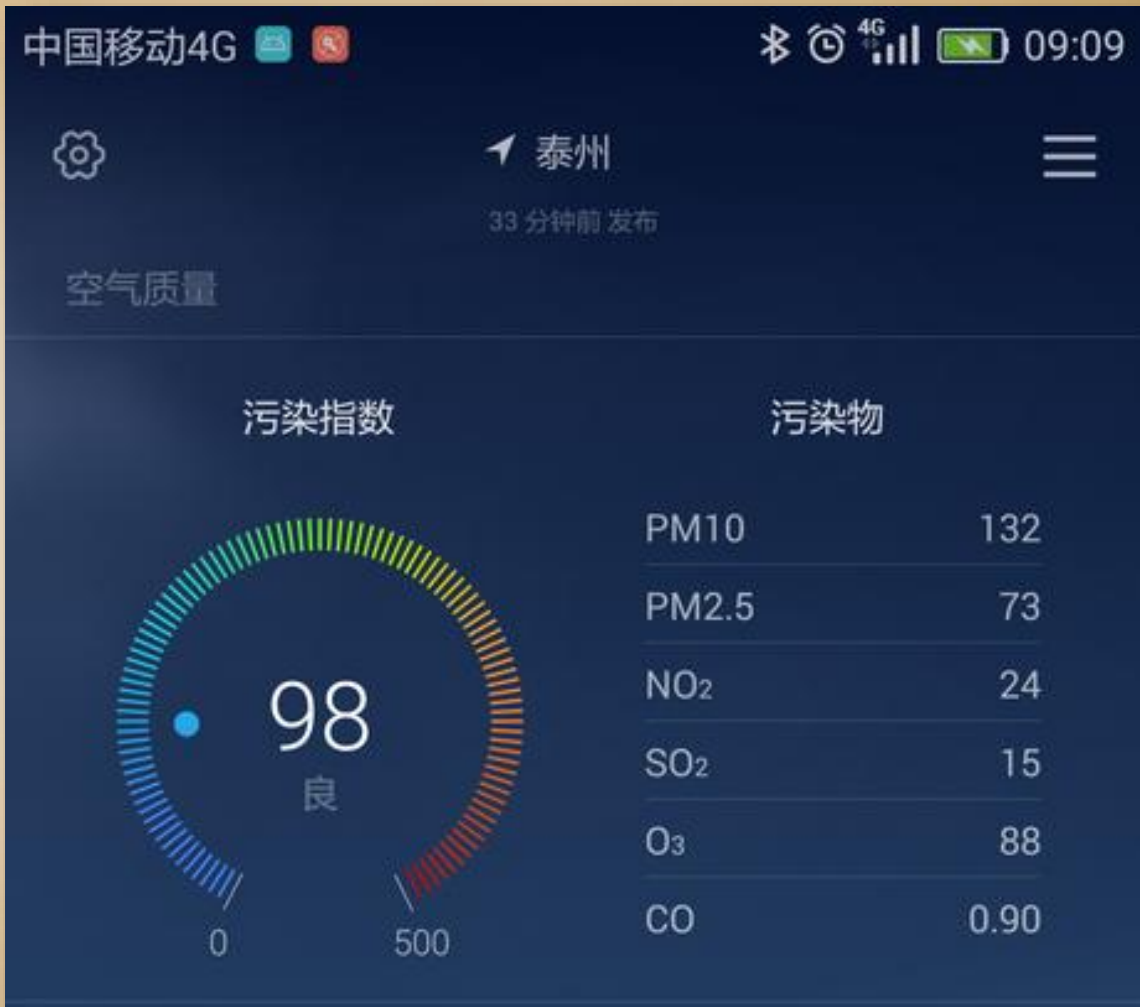 中国移动4G 4G 09:09
泰州
33 分钟前 发布
空气质量
污染指数 污染物
PM10 132
PM2.5 73
NO₂ 24
98 SO₂ 15
良
O₃ 88
CO 0.90
0 500